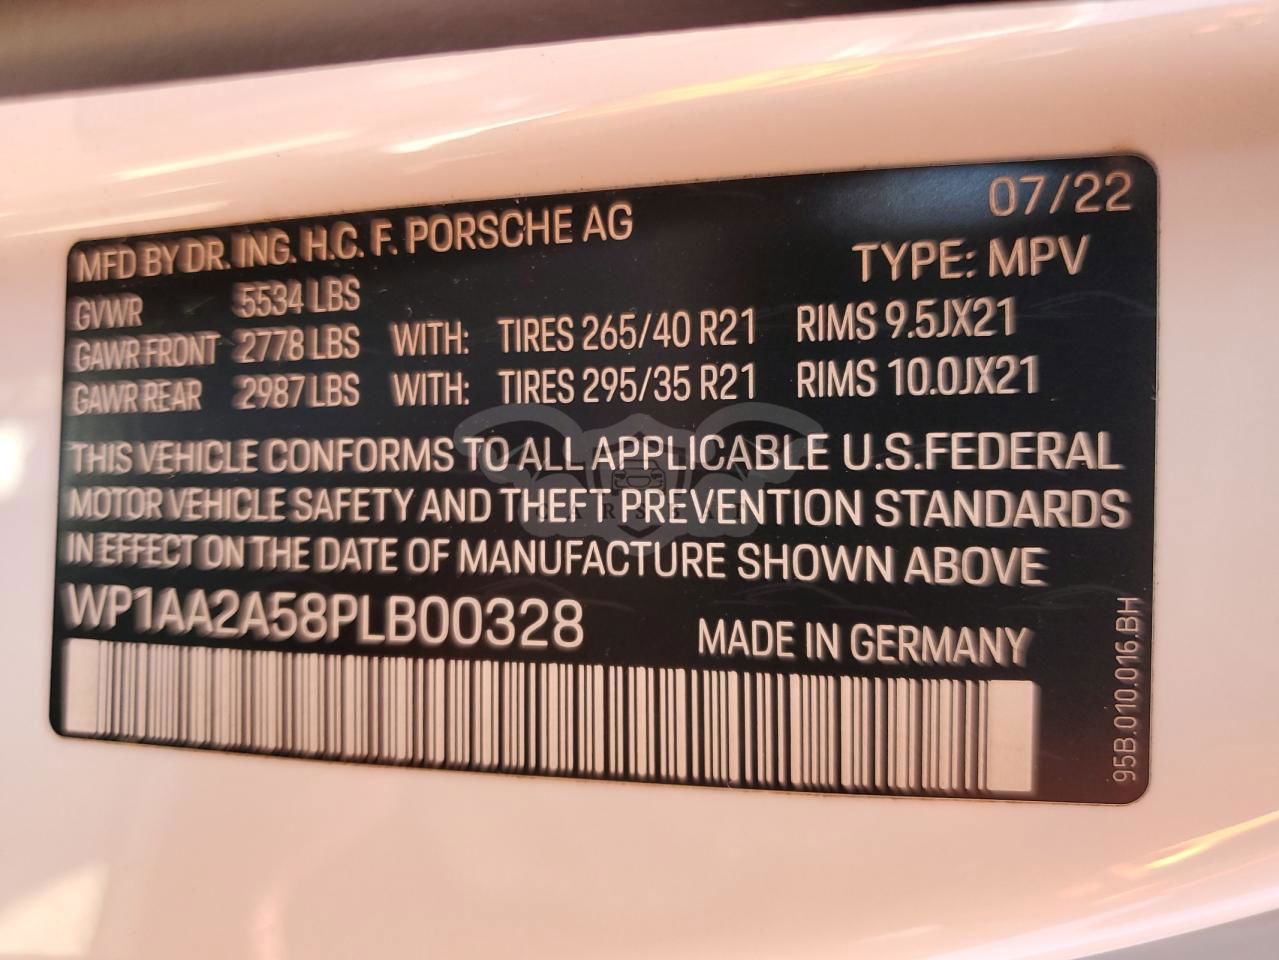 07/22
MFD BY DR. ING. H.C. F. PORSCHE AG
TYPE: MPV
GVWR 5534 LBS
GAWR FRONT 2778 LBS WITH: TIRES 265/40 R21 RIMS 9.5JX21
GAWR REAR 2987 LBS WITH: TIRES 295/35 R21 RIMS 10.0JX21
THIS VEHICLE CONFORMS TO ALL APPLICABLE U.S.FEDERAL
MOTOR VEHICLE SAFETY AND THEFT PREVENTION STANDARDS
IN EFFECT ON THE DATE OF MANUFACTURE SHOWN ABOVE
WP1AA2A58PLB00328
MADE IN GERMANY
95B.010.016.BH